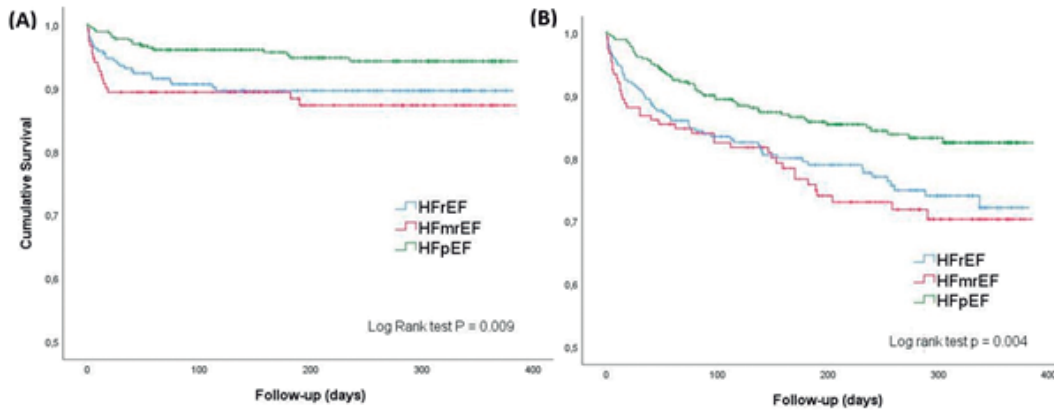 (A)
1,0
0,9
0,8
0,7
0,6
0,5
Cumulative Survival
HFrEF
HFmrEF
HFpEF
Log Rank test P = 0.009
0
100
200
300
400
Follow-up (days)
(B)
1,0
0,9
0,8
0,7
0,6
0,5
HFrEF
HFmrEF
HFpEF
Log rank test p = 0.004
0
100
200
300
400
Follow-up (days)